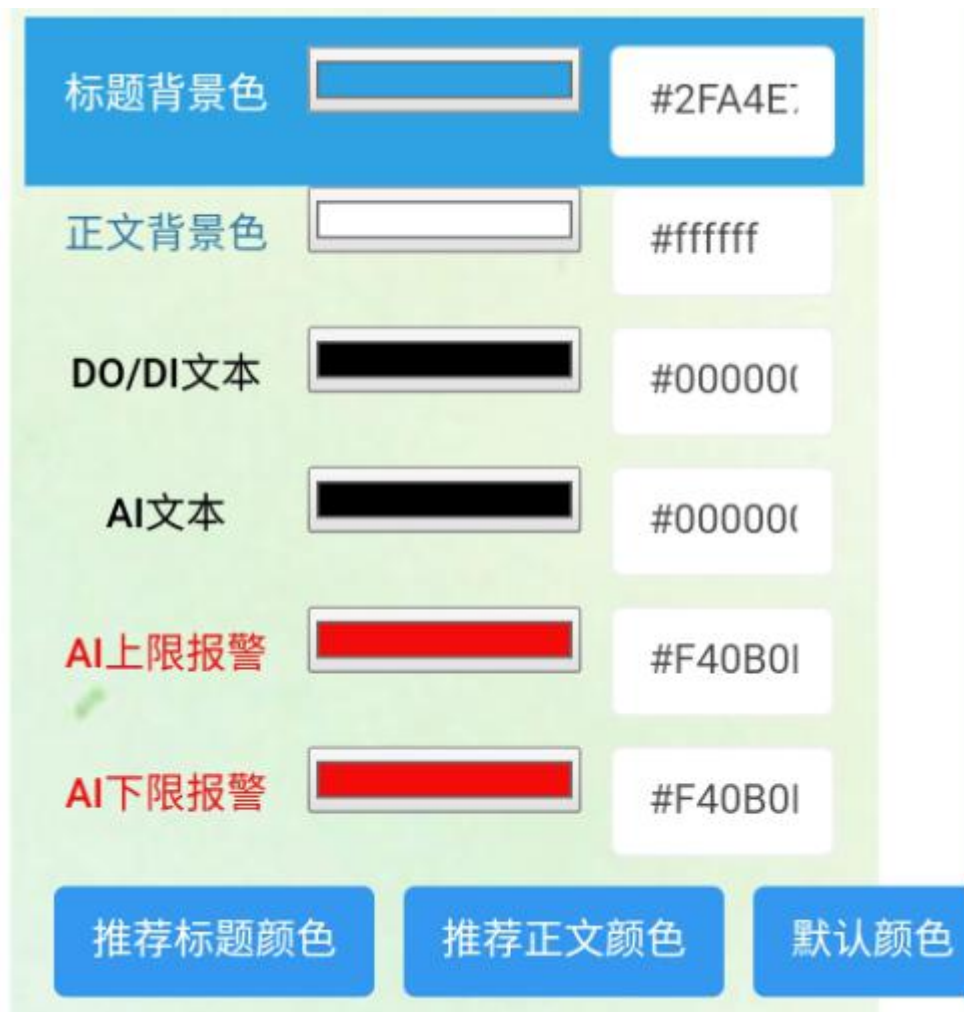 标题背景色 #2FA4E
正文背景色 #ffffff
DO/DI文本 #00000
AI文本 #00000
AI上限报警 #F40B0
AI下限报警 #F40B0
推荐标题颜色 推荐正文颜色 默认颜色